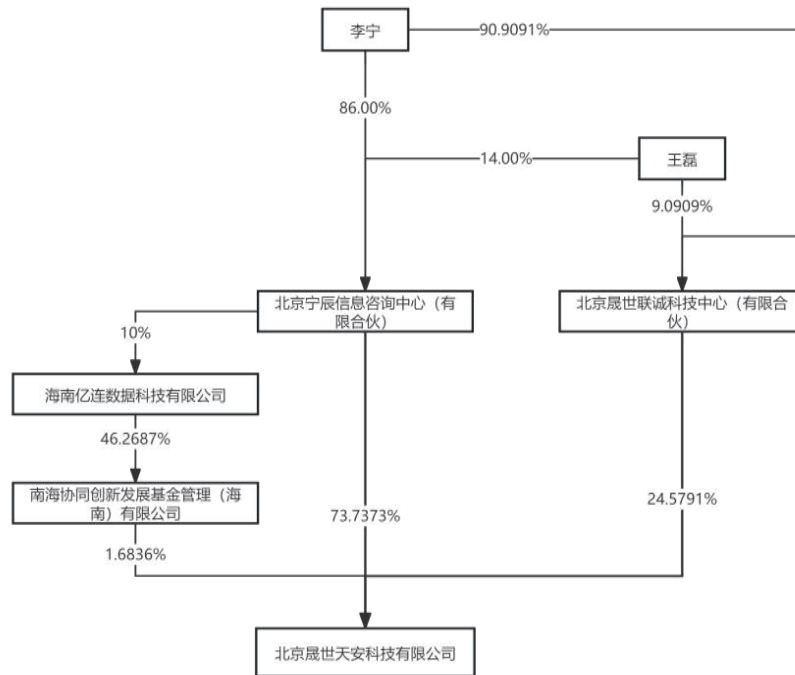 李宁
90.9091%
86.00%
14.00%
王磊
9.0909%
北京宁辰信息咨询中心（有
限合伙）
北京晟世联诚科技中心（有限合
伙）
10%
海南亿连数据科技有限公司
46.2687%
南海协同创新发展基金管理（海
南）有限公司
73.7373%
24.5791%
1.6836%
北京晟世天安科技有限公司